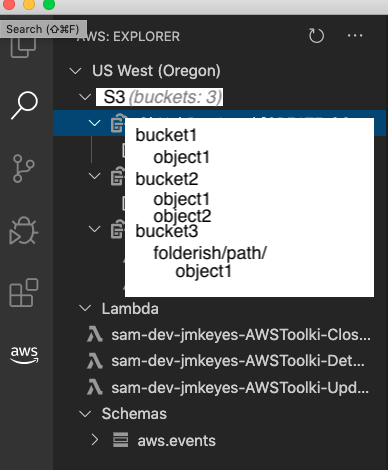 Search (⇧⌘F)
AWS: EXPLORER
US West (Oregon)
S3 (buckets: 3)
bucket1
object1
bucket2
object1
object2
bucket3
folderish/path/
object1
Lambda
sam-dev-jmkeyes-AWSToolki-Clos...
sam-dev-jmkeyes-AWSToolki-Det...
sam-dev-jmkeyes-AWSToolki-Upd...
Schemas
aws.events
aws